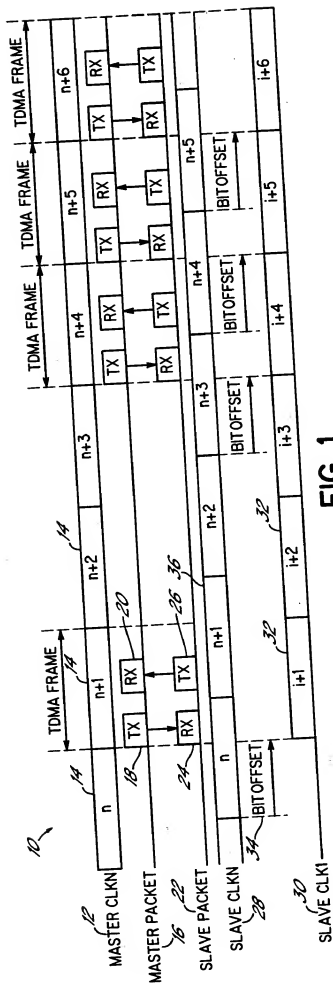 10
TDMA FRAME TDMA FRAME TDMA FRAME TDMA FRAME
14 14 14
n n+1 n+2 n+3 n+4 n+5 n+6
12
MASTER CLKN
TX RX TX RX TX RX TX RX
18 20
MASTER PACKET
16
RX TX RX TX RX TX RX TX
24 26
SLAVE PACKET
22
36
n n+1 n+2 n+3 n+4 n+5
SLAVE CLKN
28
34
BITOFFSET BITOFFSET BITOFFSET BITOFFSET
32 32
i+1 i+2 i+3 i+4 i+5 i+6
30
SLAVE CLKI
FIG. 1